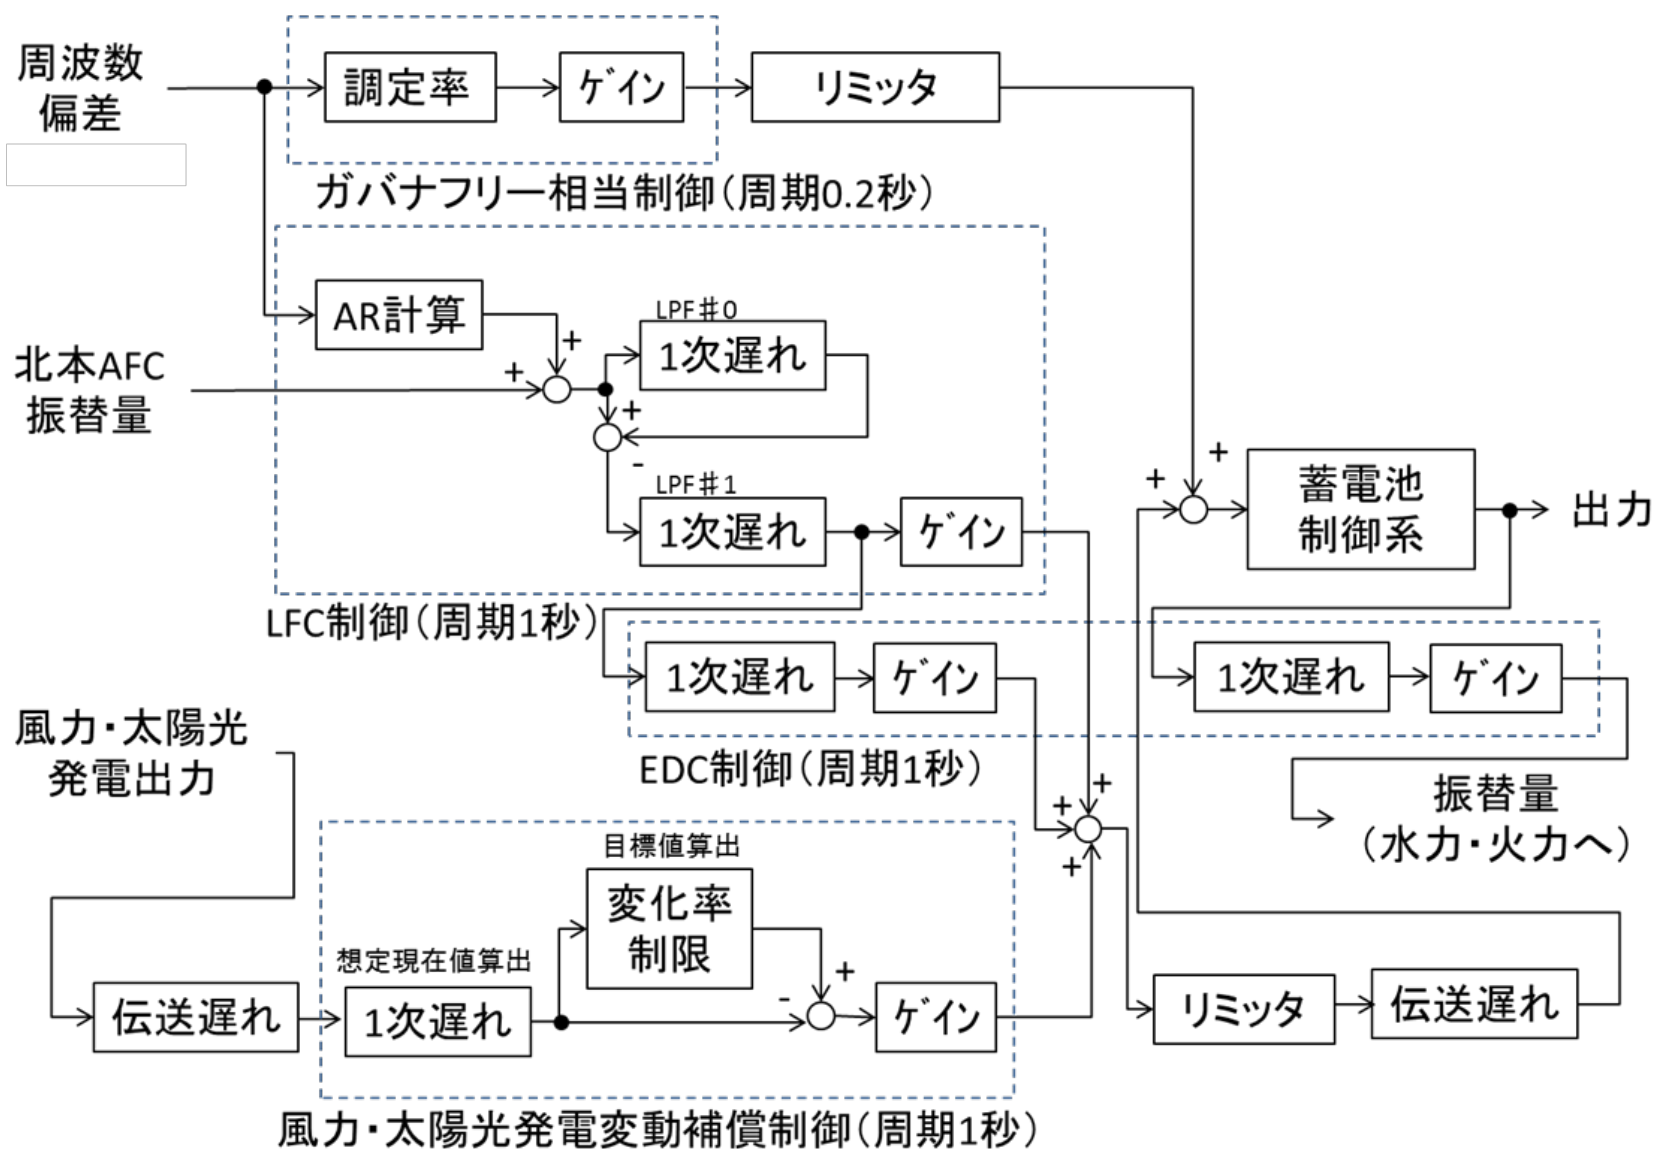 周波数
偏差
調定率
ｹﾞイン
リミッタ
ガバナフリー相当制御（周期0.2秒）
AR計算
+
+
LPF♯0
1次遅れ
北本AFC
振替量
+
-
LPF♯1
1次遅れ
ｹﾞイン
LFC制御（周期1秒）
+
+
蓄電池
制御系
出力
1次遅れ
ｹﾞイン
1次遅れ
ｹﾞイン
EDC制御（周期1秒）
振替量
（水力・火力へ）
風力・太陽光
発電出力
+
+
+
目標値算出
変化率
制限
想定現在値算出
伝送遅れ
1次遅れ
+
-
ｹﾞイン
リミッタ
伝送遅れ
風力・太陽光発電変動補償制御（周期1秒）